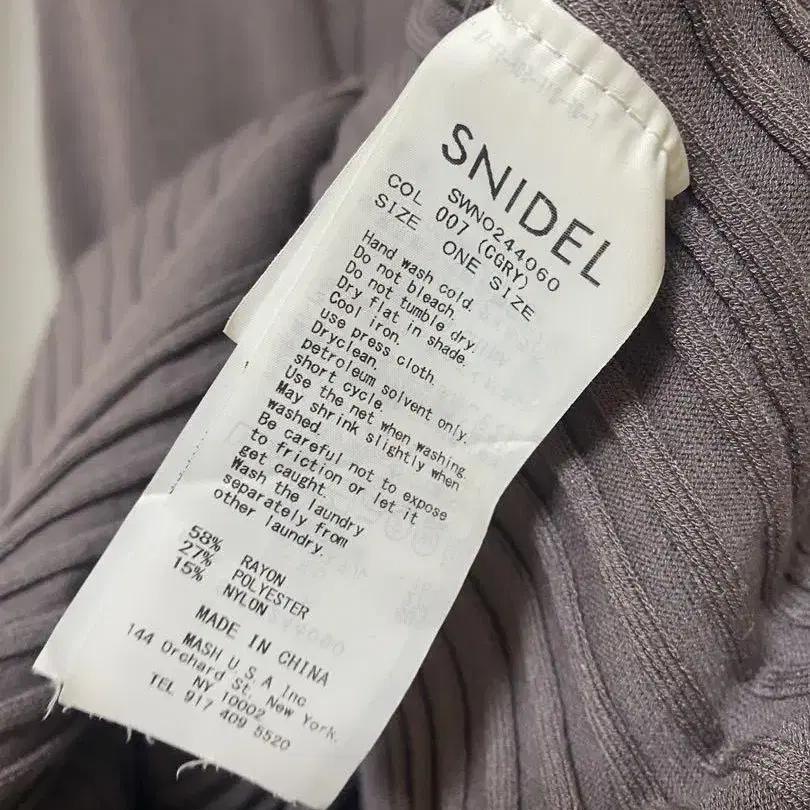 SNIDEL
SWNO244060
COL 007 (CGRY)
SIZE ONE SIZE
Hand wash cold.
Do not bleach.
Do not tumble dry.
Dry flat in shade.
Cool iron.
use press cloth.
Dryclean.
petroleum solvent only.
short cycle.
Use the net when washing.
May shrink slightly when
washed.
Be careful not to expose
to friction or let it
get caught.
Wash the laundry
separately from
other laundry.
58% RAYON
27% POLYESTER
15% NYLON
MADE IN CHINA
MASH U.S.A Inc
144 Orchard St, New York.
NY 10002
TEL 917 409 5520